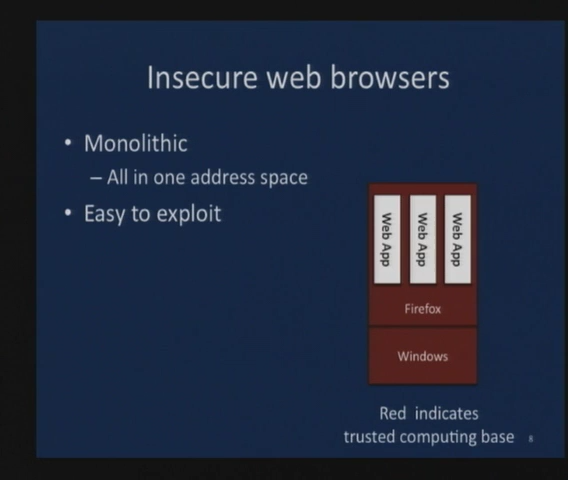 Insecure web browsers
• Monolithic
– All in one address space
• Easy to exploit
Web App
Web App
Web App
Firefox
Windows
Red indicates
trusted computing base
8